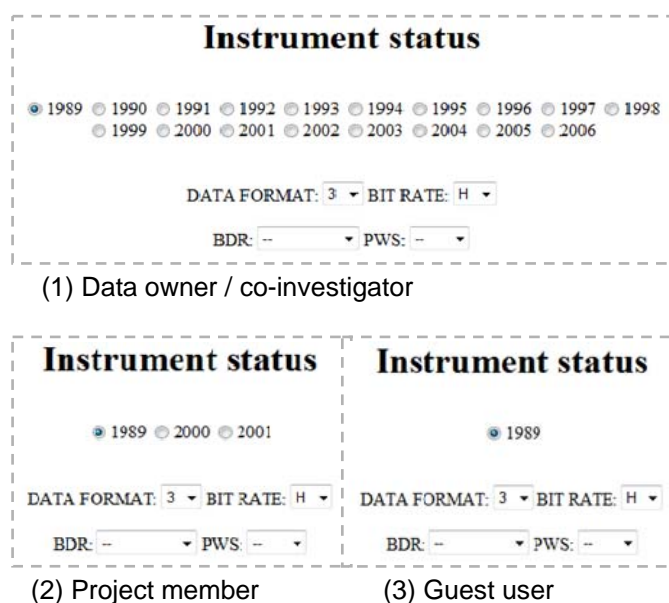 Instrument status
1989 1990 1991 1992 1993 1994 1995 1996 1997 1998
1999 2000 2001 2002 2003 2004 2005 2006
DATA FORMAT: 3 BIT RATE: H
BDR: -- PWS: --
(1) Data owner / co-investigator
Instrument status
1989 2000 2001
DATA FORMAT: 3 BIT RATE: H
BDR: -- PWS: --
(2) Project member
Instrument status
1989
DATA FORMAT: 3 BIT RATE: H
BDR: -- PWS: --
(3) Guest user